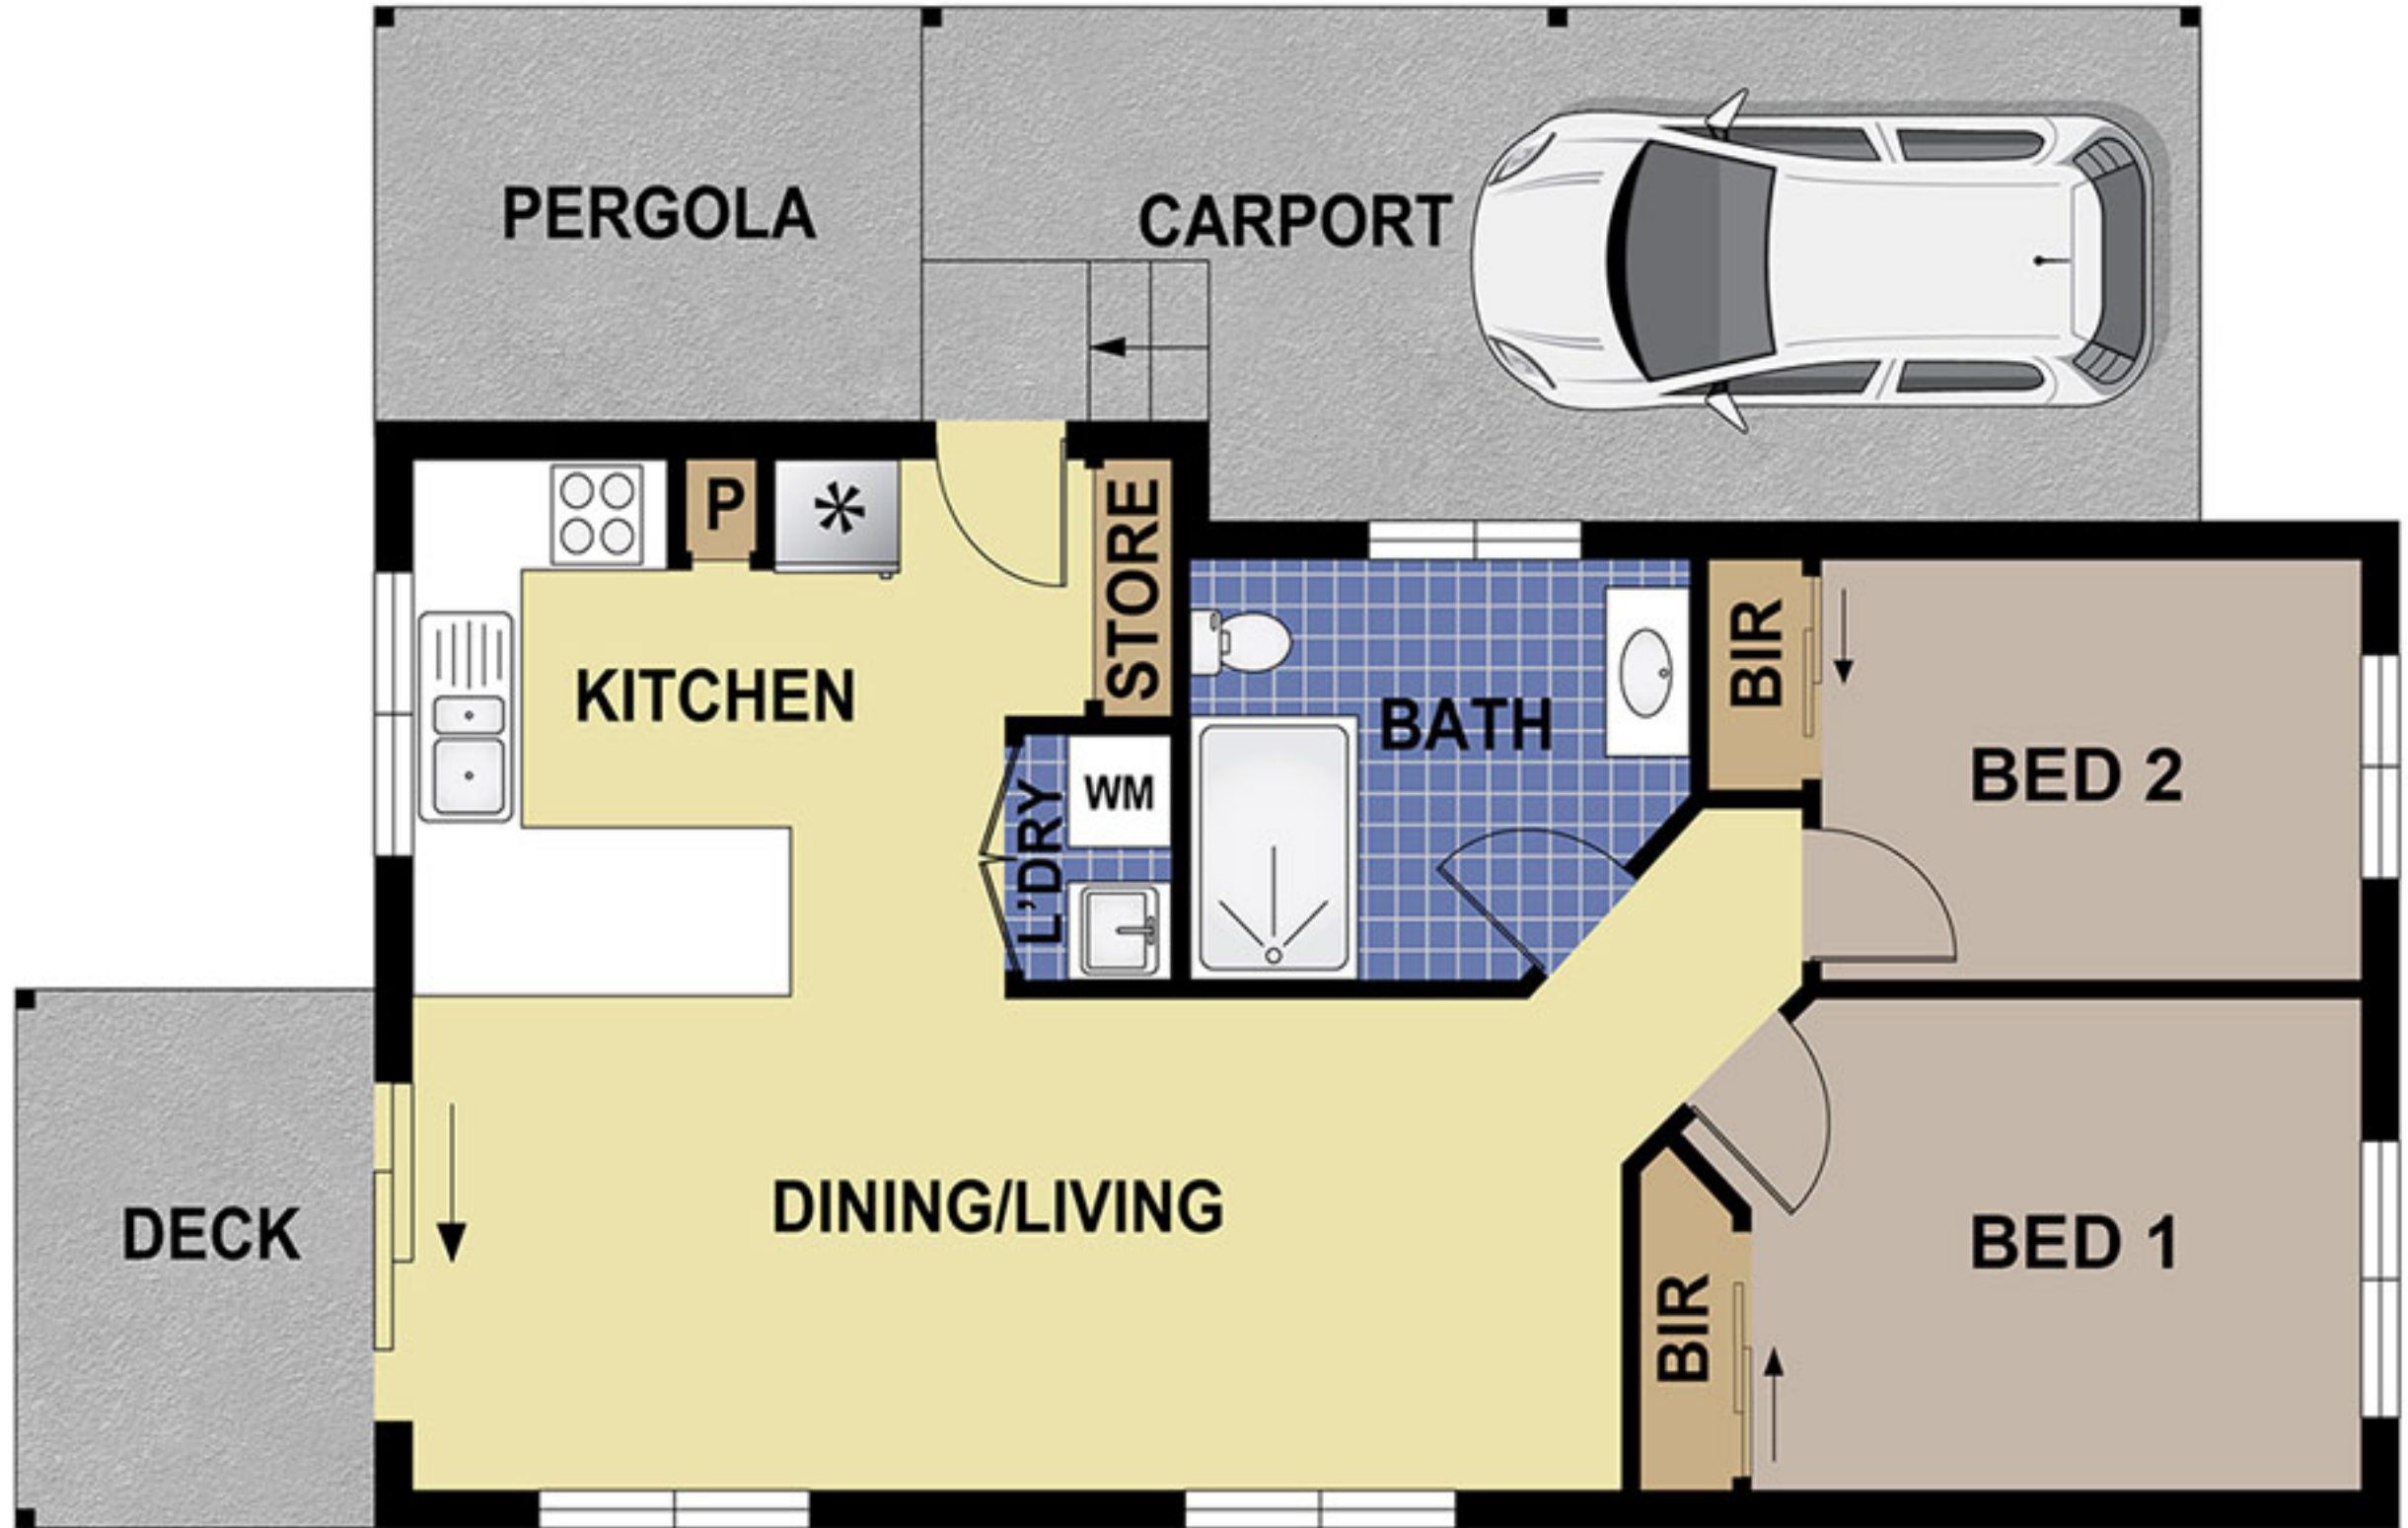 PERGOLA
CARPORT
P
*
STORE
KITCHEN
BATH
BIR
BED 2
WM
L'DRY
DECK
DINING/LIVING
BIR
BED 1